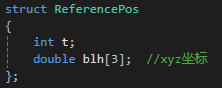 struct ReferencePos
{
    int t;
    double blh[3];  //xyz坐标
};